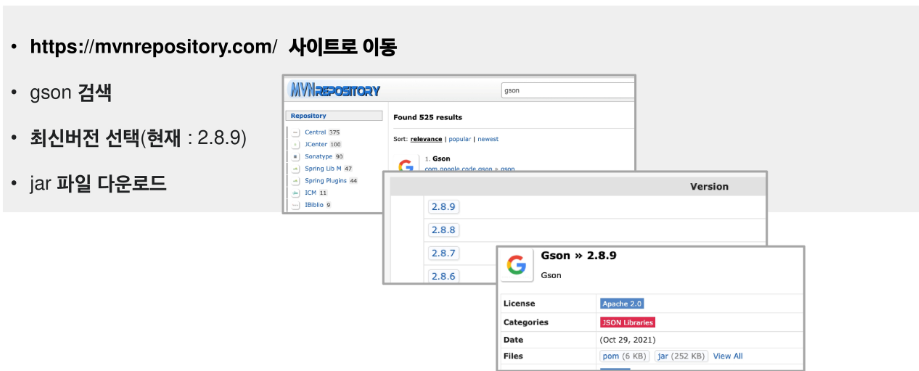 • https://mvnrepository.com/ 사이트로 이동
• gson 검색
• 최신버전 선택(현재 : 2.8.9)
• jar 파일 다운로드
MVNREPOSITORY
gson
Repository
Central 375
JCenter 100
Sonatype 90
Spring Lib M 47
Spring Plugins 44
ICM 11
IBiblio 9
Found 525 results
Sort: relevance | popular | newest
1. Gson
com.google.code.gson » gson
Version
2.8.9
2.8.8
2.8.7
2.8.6
Gson » 2.8.9
Gson
License Apache 2.0
Categories JSON Libraries
Date (Oct 29, 2021)
Files pom (6 KB) jar (252 KB) View All